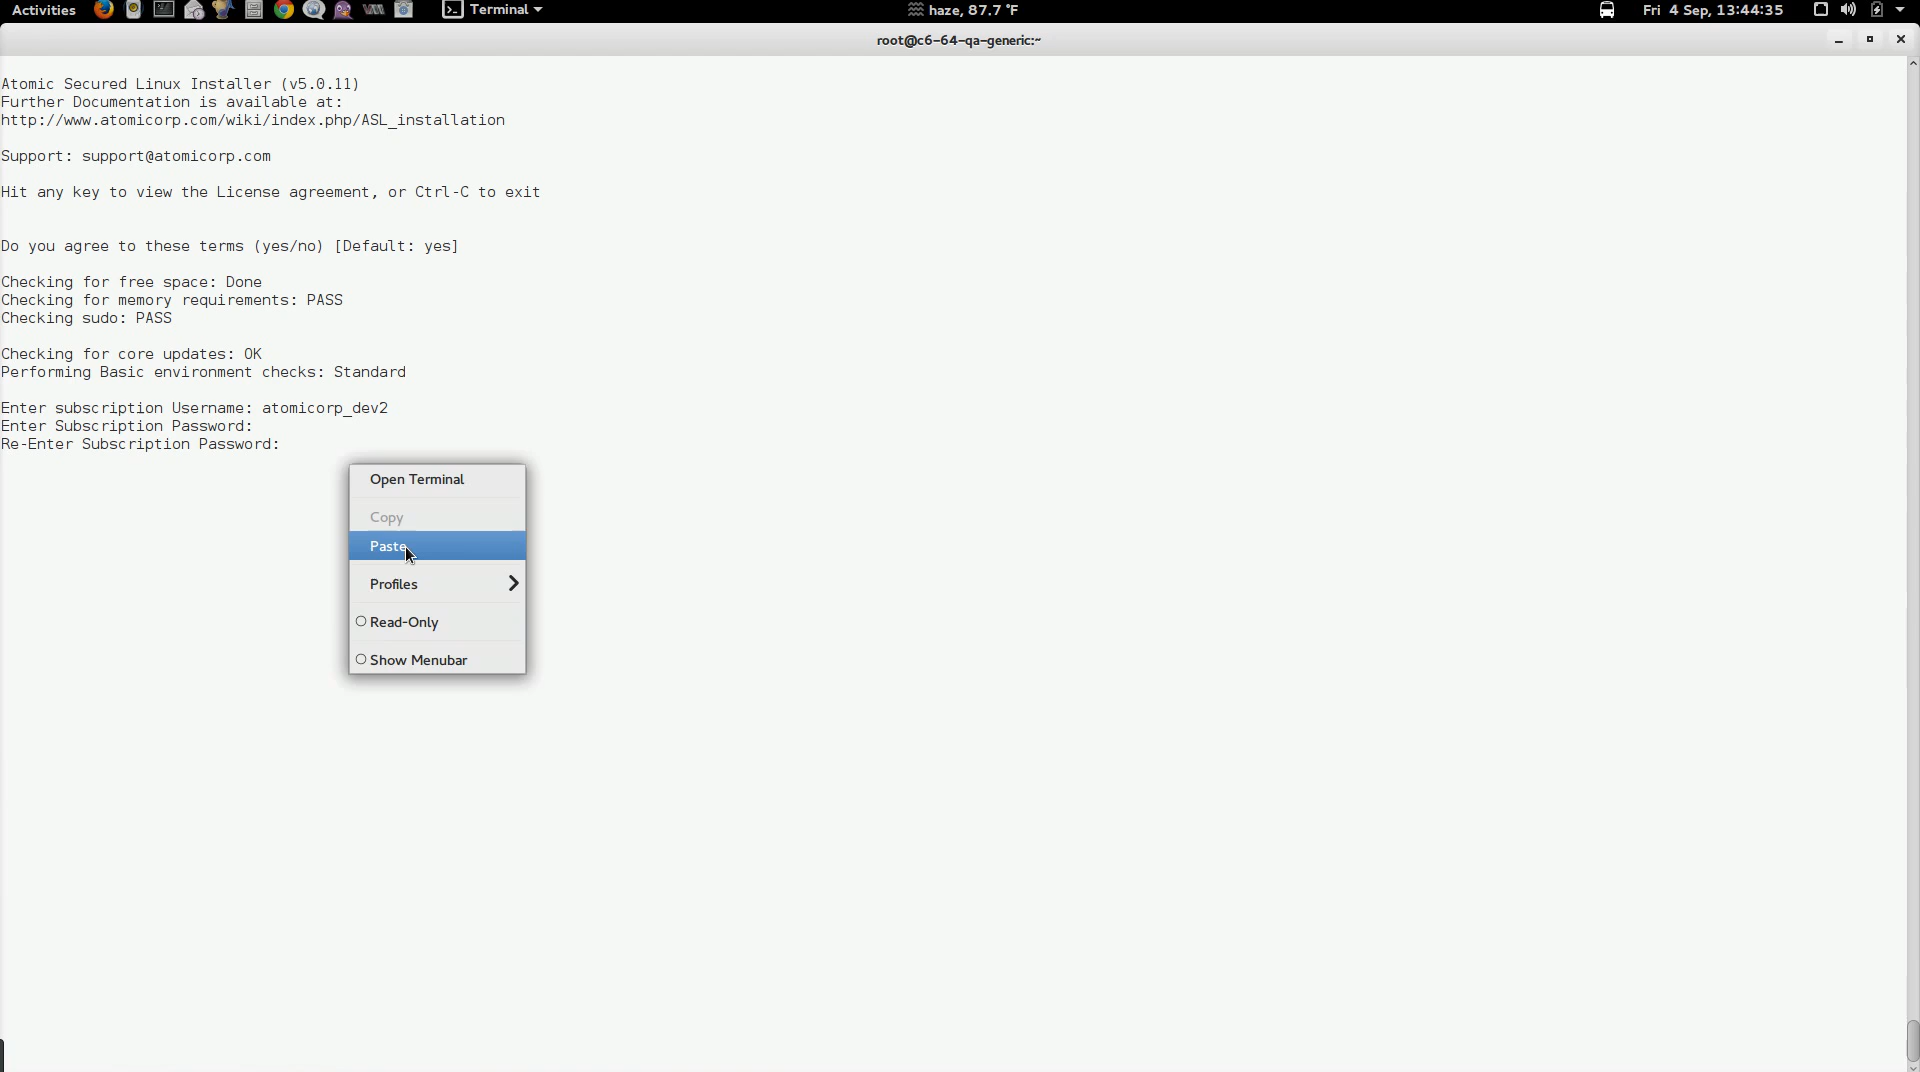 Activities
Terminal
haze, 87.7 °F
Fri 4 Sep, 13:44:35
root@c6-64-qa-generic:~
Atomic Secured Linux Installer (v5.0.11)
Further Documentation is available at:
http://www.atomicorp.com/wiki/index.php/ASL_installation
Support: support@atomicorp.com
Hit any key to view the License agreement, or Ctrl-C to exit
Do you agree to these terms (yes/no) [Default: yes]
Checking for free space: Done
Checking for memory requirements: PASS
Checking sudo: PASS
Checking for core updates: OK
Performing Basic environment checks: Standard
Enter subscription Username: atomicorp_dev2
Enter Subscription Password:
Re-Enter Subscription Password:
Open Terminal
Copy
Paste
Profiles
Read-Only
Show Menubar